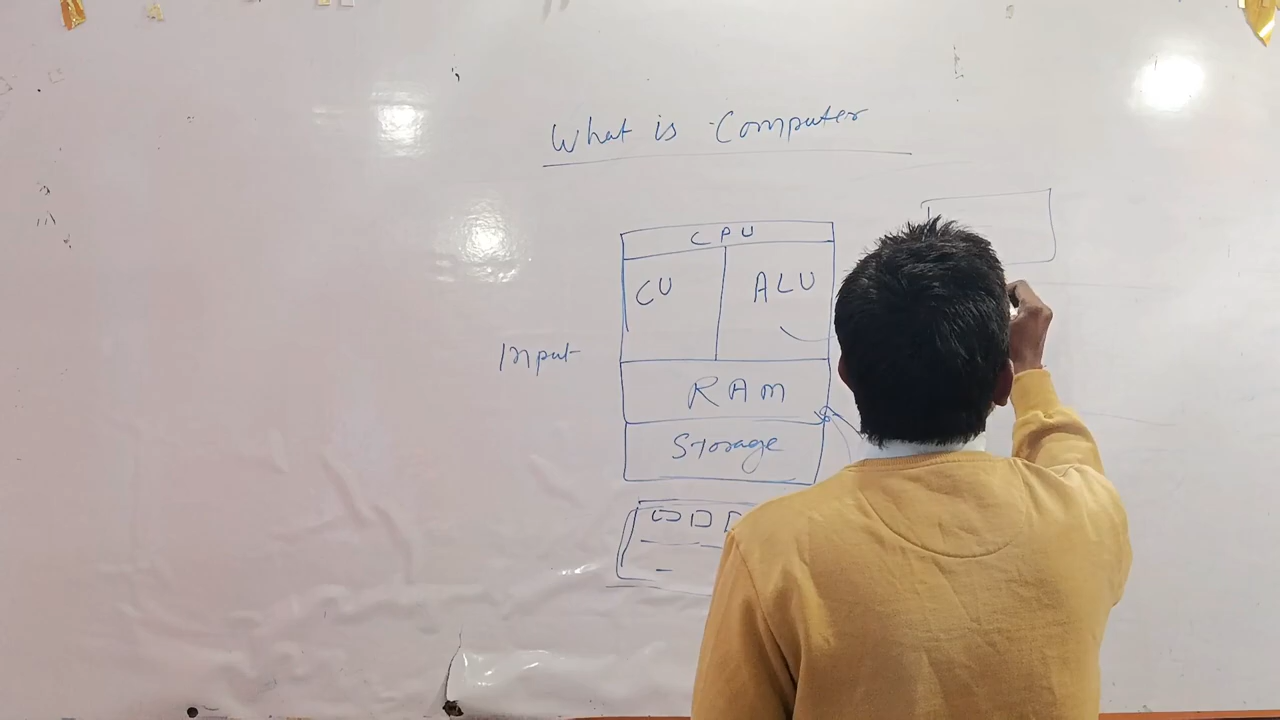 What is Computer
CPU
CU ALU
Input
RAM
Storage